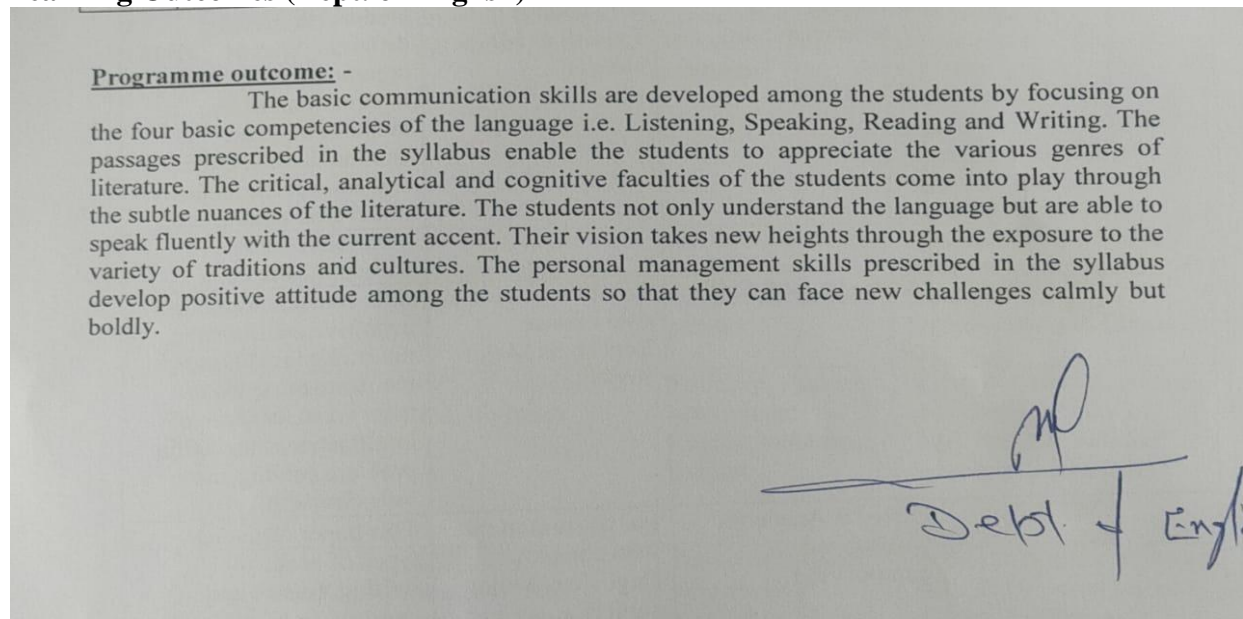 Programme outcome: -
The basic communication skills are developed among the students by focusing on
the four basic competencies of the language i.e. Listening, Speaking, Reading and Writing. The
passages prescribed in the syllabus enable the students to appreciate the various genres of
literature. The critical, analytical and cognitive faculties of the students come into play through
the subtle nuances of the literature. The students not only understand the language but are able to
speak fluently with the current accent. Their vision takes new heights through the exposure to the
variety of traditions and cultures. The personal management skills prescribed in the syllabus
develop positive attitude among the students so that they can face new challenges calmly but
boldly.
Dept. of